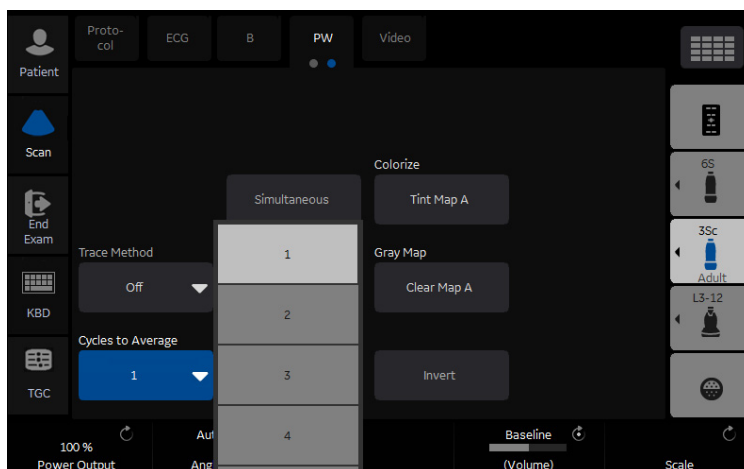 Proto-
col
ECG
B
PW
Video
Patient
Scan
End
Exam
KBD
TGC
Colorize
Simultaneous
Tint Map A
Trace Method
Gray Map
Off
Clear Map A
Cycles to Average
1
Invert
1
2
3
4
6S
3Sc
Adult
L3-12
100 %
Power Output
Aut
Ang
Baseline
(Volume)
Scale